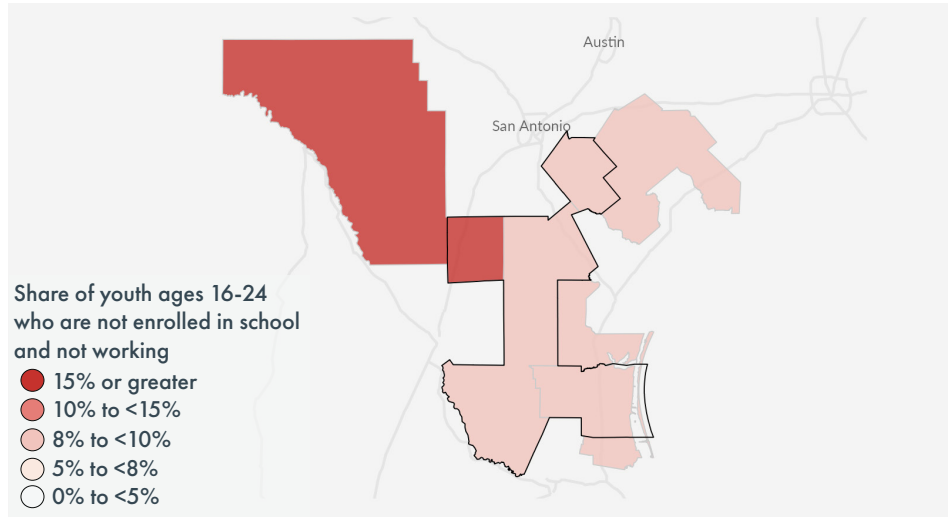 Austin
San Antonio
Share of youth ages 16-24
who are not enrolled in school
and not working
15% or greater
10% to <15%
8% to <10%
5% to <8%
0% to <5%